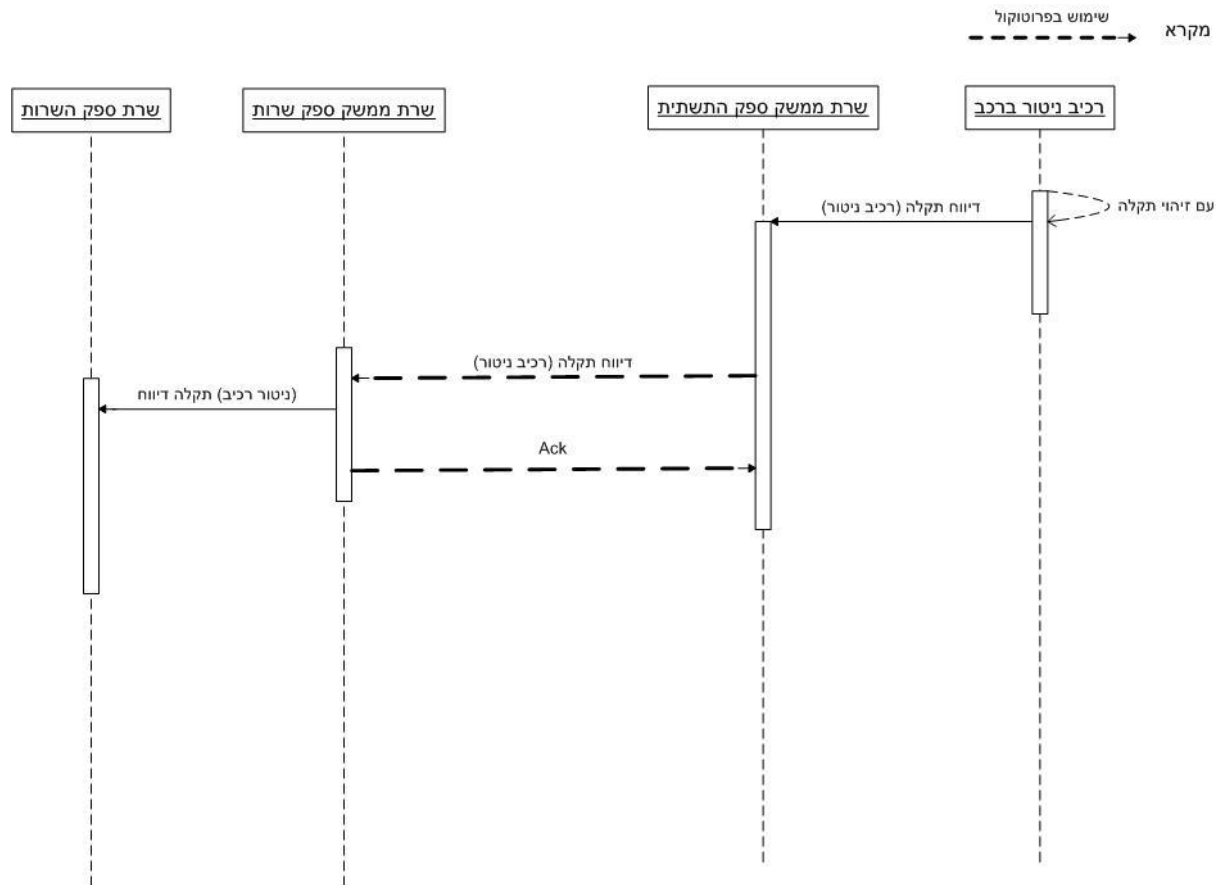 שימוש בפרוטוקול
מקרא
רכיב ניטור ברכב
שרת ממשק ספק התשתית
שרת ממשק ספק שרות
שרת ספק השרות
עם זיהוי תקלה
דיווח תקלה (רכיב ניטור)
דיווח תקלה (רכיב ניטור)
(ניטור רכיב) תקלה דיווח
Ack